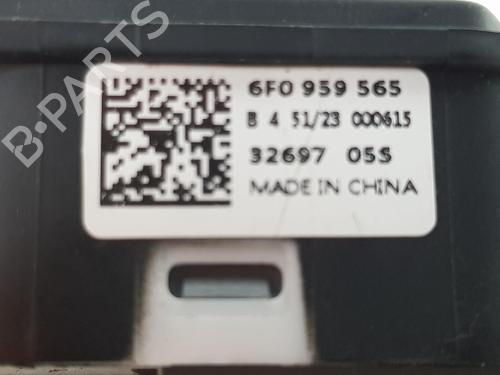 B-PARTS
6F0 959 565
B 4 51/23 000615
32697 05S
MADE IN CHINA